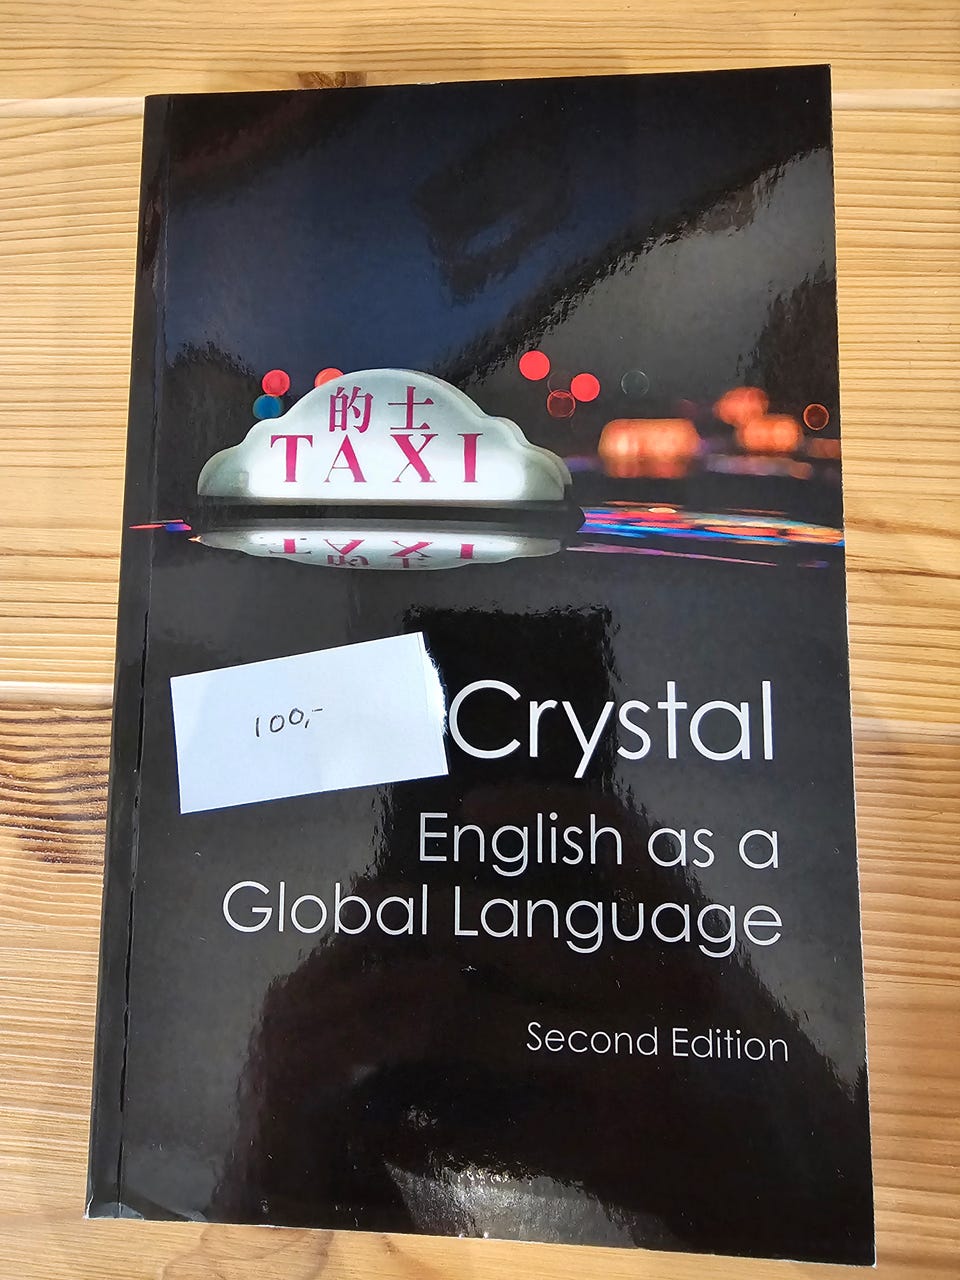 的士
TAXI
100,-
Crystal
English as a
Global Language
Second Edition